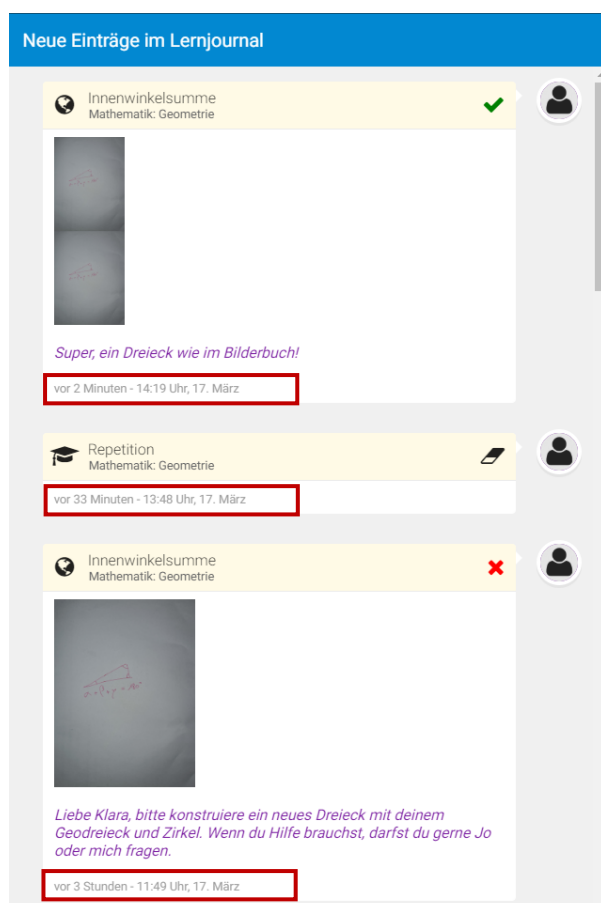 Neue Einträge im Lernjournal
Innenwinkelsumme
Mathematik: Geometrie
Super, ein Dreieck wie im Bilderbuch!
vor 2 Minuten - 14:19 Uhr, 17. März
Repetition
Mathematik: Geometrie
vor 33 Minuten - 13:48 Uhr, 17. März
Innenwinkelsumme
Mathematik: Geometrie
Liebe Klara, bitte konstruiere ein neues Dreieck mit deinem
Geodreieck und Zirkel. Wenn du Hilfe brauchst, darfst du gerne Jo
oder mich fragen.
vor 3 Stunden - 11:49 Uhr, 17. März